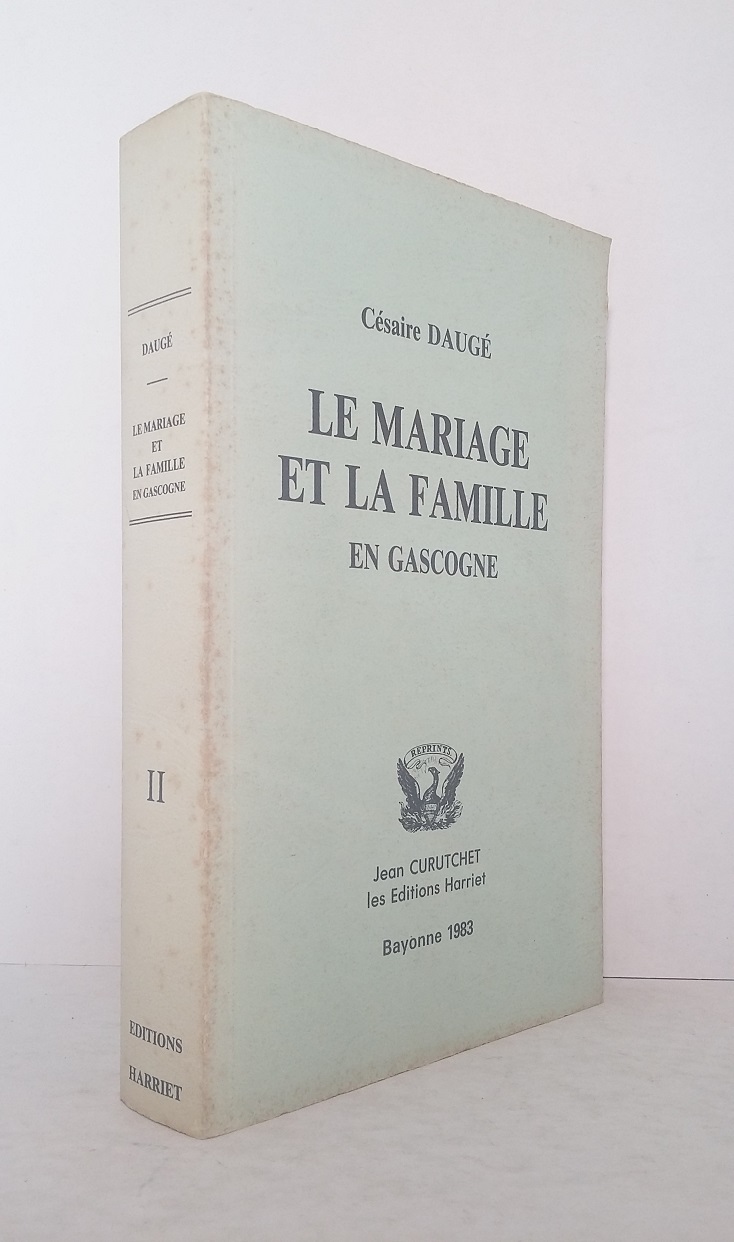 DAUGÉ
LE MARIAGE
ET
LA FAMILLE
EN GASCOGNE
II
EDITIONS
HARRIET
Césaire DAUGÉ
LE MARIAGE
ET LA FAMILLE
EN GASCOGNE
REPRINTS
Jean CURUTCHET
les Editions Harriet
Bayonne 1983